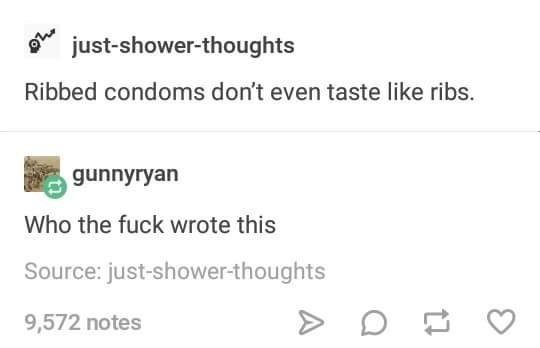 just-shower-thoughts
Ribbed condoms don't even taste like ribs.
gunnyryan
Who the fuck wrote this
Source: just-shower-thoughts
9,572 notes